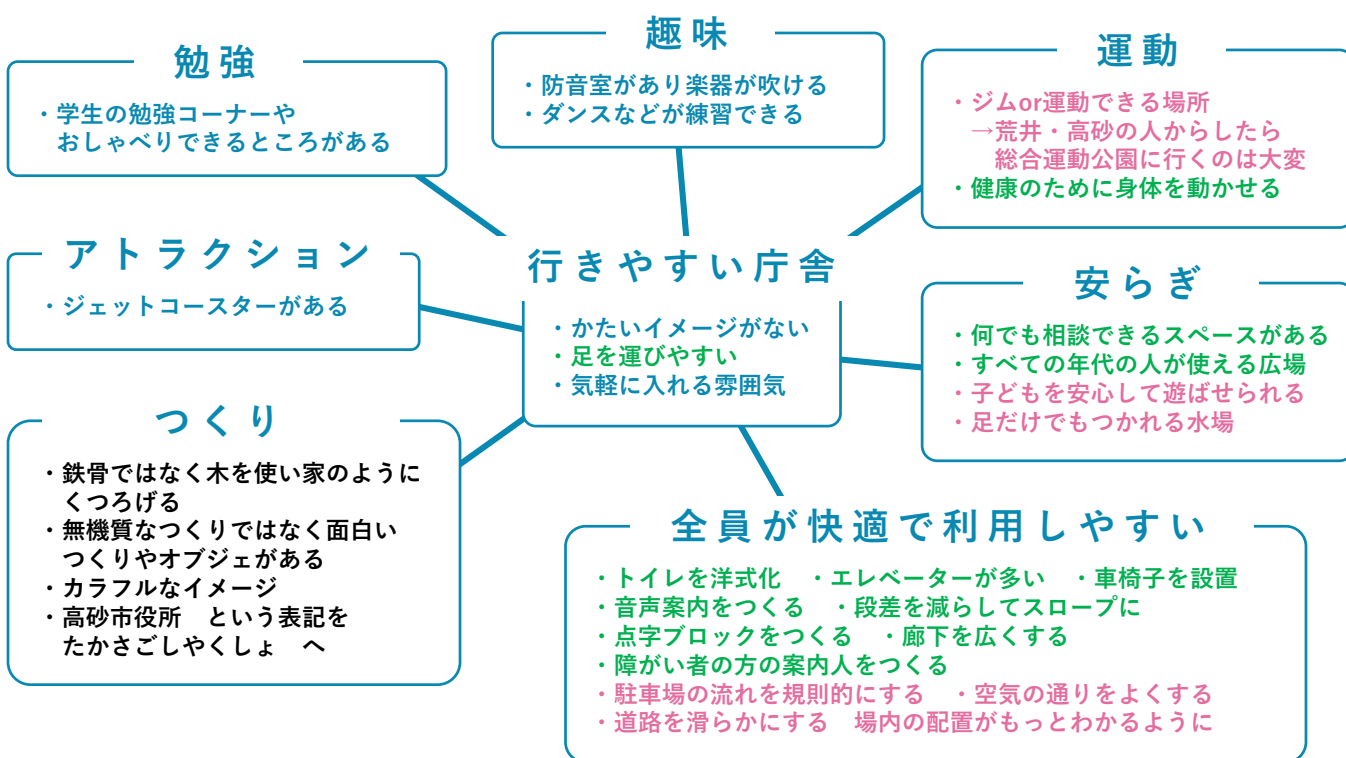 勉強
・学生の勉強コーナーや
おしゃべりできるところがある
趣味
・防音室があり楽器が吹ける
・ダンスなどが練習できる
運動
・ジムor運動できる場所
→荒井・高砂の人からしたら
総合運動公園に行くのは大変
・健康のために身体を動かせる
アトラクション
・ジェットコースターがある
行きやすい庁舎
・かたいイメージがない
・足を運びやすい
・気軽に入れる雰囲気
安らぎ
・何でも相談できるスペースがある
・すべての年代の人が使える広場
・子どもを安心して遊ばせられる
・足だけでもつかれる水場
つくり
・鉄骨ではなく木を使い家のように
くつろげる
・無機質なつくりではなく面白い
つくりやオブジェがある
・カラフルなイメージ
・高砂市役所　という表記を
たかさごしやくしょ　へ
全員が快適で利用しやすい
・トイレを洋式化　・エレベーターが多い　・車椅子を設置
・音声案内をつくる　・段差を減らしてスロープに
・点字ブロックをつくる　・廊下を広くする
・障がい者の方の案内人をつくる
・駐車場の流れを規則的にする　・空気の通りをよくする
・道路を滑らかにする　場内の配置がもっとわかるように